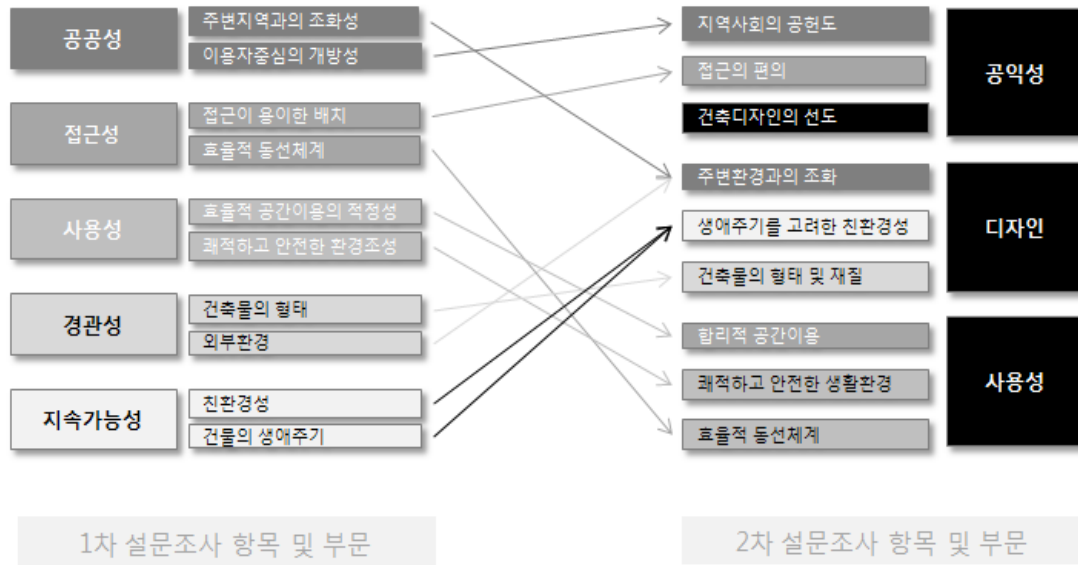 공공성
주변지역과의 조화성
이용자중심의 개방성
접근성
접근이 용이한 배치
효율적 동선체계
사용성
효율적 공간이용의 적정성
쾌적하고 안전한 환경조성
경관성
건축물의 형태
외부환경
지속가능성
친환경성
건물의 생애주기
1차 설문조사 항목 및 부문
지역사회의 공헌도
접근의 편의
건축디자인의 선도
공익성
주변환경과의 조화
생애주기를 고려한 친환경성
건축물의 형태 및 재질
디자인
합리적 공간이용
쾌적하고 안전한 생활환경
효율적 동선체계
사용성
2차 설문조사 항목 및 부문